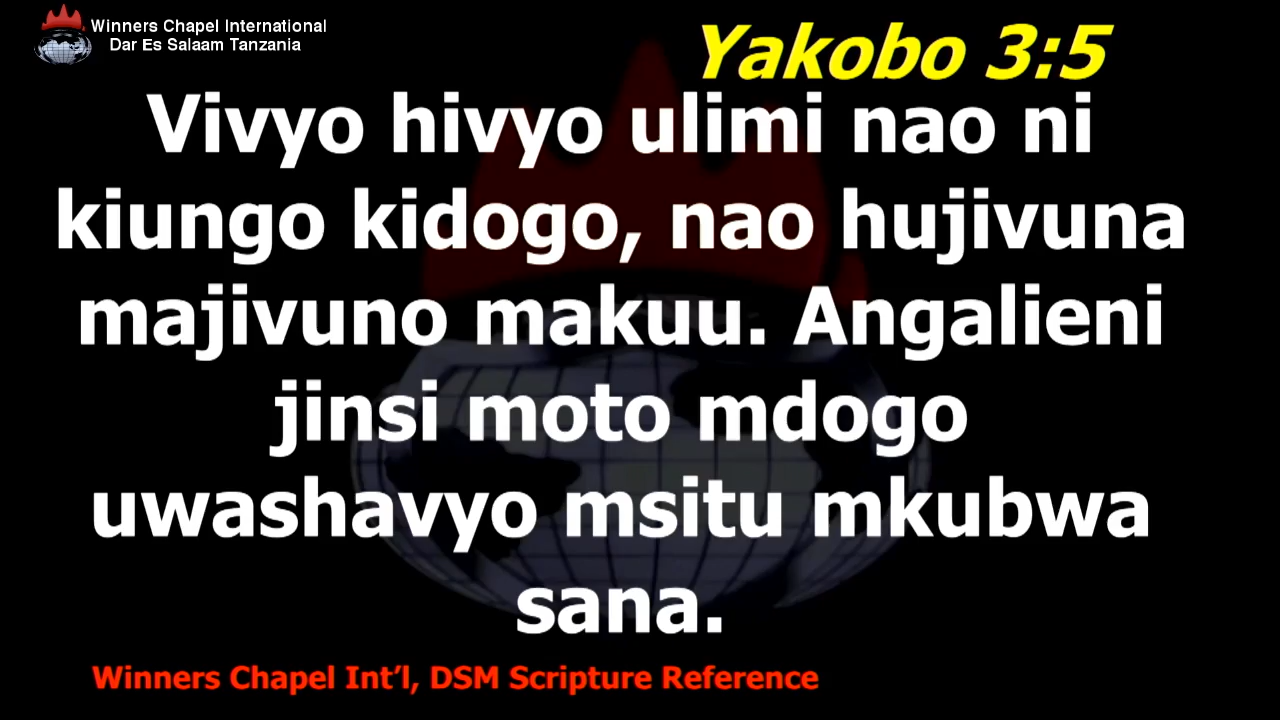 Winners Chapel International
Dar Es Salaam Tanzania
Yakobo 3:5
Vivyo hivyo ulimi nao ni
kiungo kidogo, nao hujivuna
majivuno makuu. Angalieni
jinsi moto mdogo
uwashavyo msitu mkubwa
sana.
Winners Chapel Int’l, DSM Scripture Reference